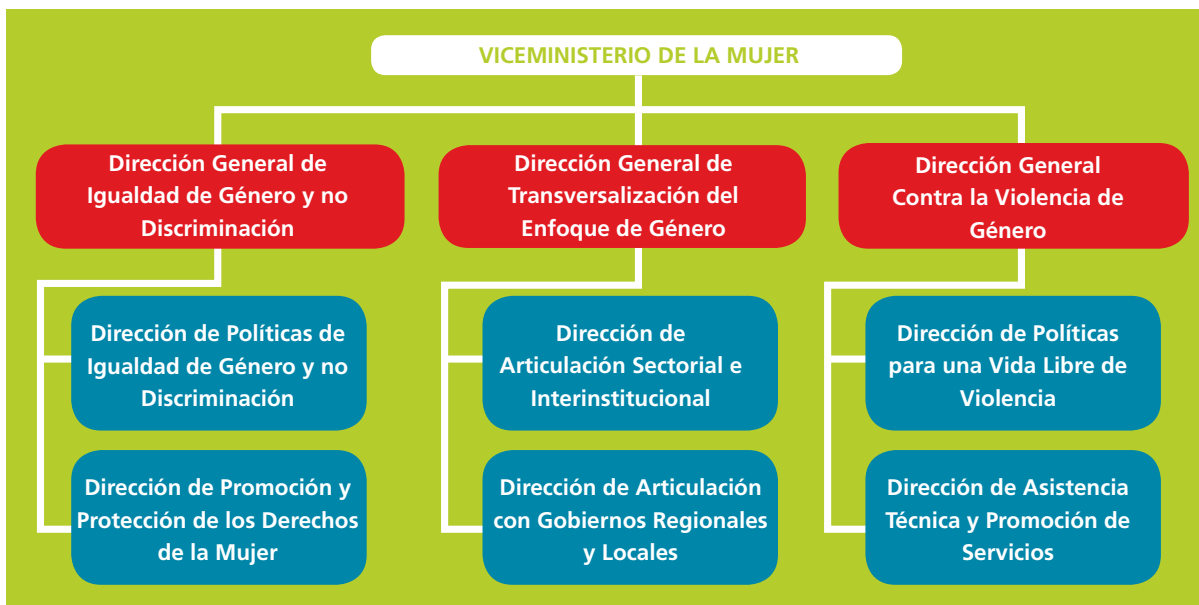 VICEMINISTERIO DE LA MUJER
Dirección General de
Igualdad de Género y no
Discriminación
Dirección General de
Transversalización del
Enfoque de Género
Dirección General
Contra la Violencia de
Género
Dirección de Políticas de
Igualdad de Género y no
Discriminación
Dirección de
Articulación Sectorial e
Interinstitucional
Dirección de Políticas
para una Vida Libre de
Violencia
Dirección de Promoción y
Protección de los Derechos
de la Mujer
Dirección de Articulación
con Gobiernos Regionales
y Locales
Dirección de Asistencia
Técnica y Promoción de
Servicios